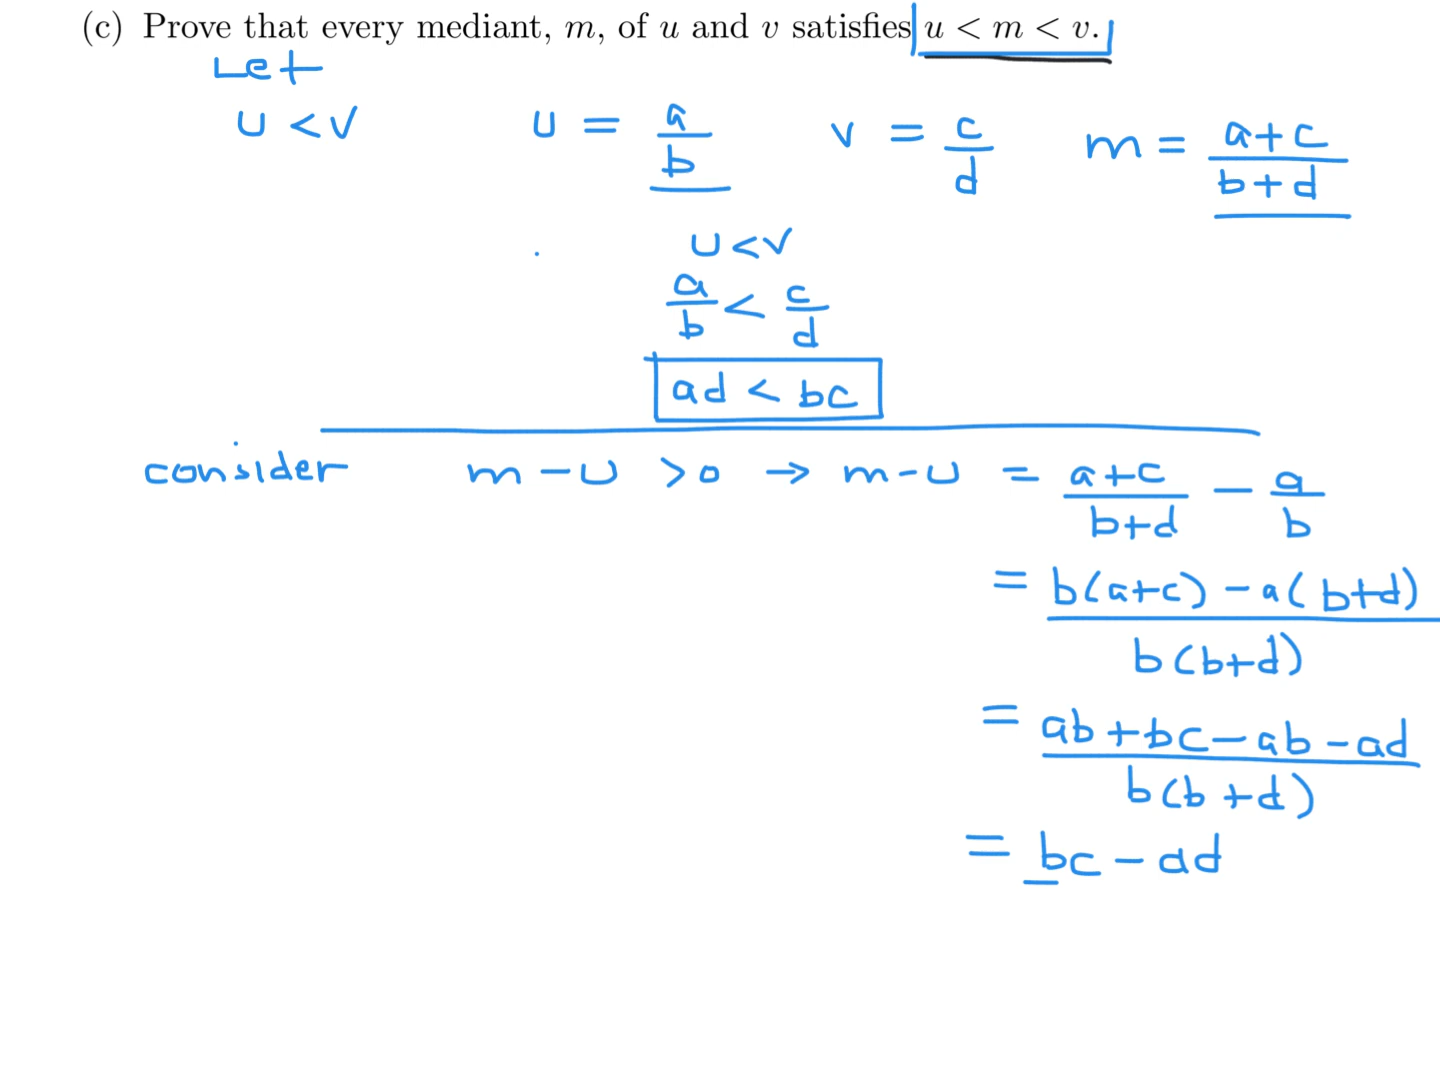 (c) Prove that every mediant, m, of u and v satisfies u < m < v.
Let
u < v u = a/b v = c/d m = (a+c)/(b+d)
u < v
a/b < c/d
ad < bc
consider m - u > 0 → m - u = (a+c)/(b+d) - a/b
= (b(a+c) - a(b+d))/(b(b+d))
= (ab + bc - ab - ad)/(b(b+d))
= bc - ad